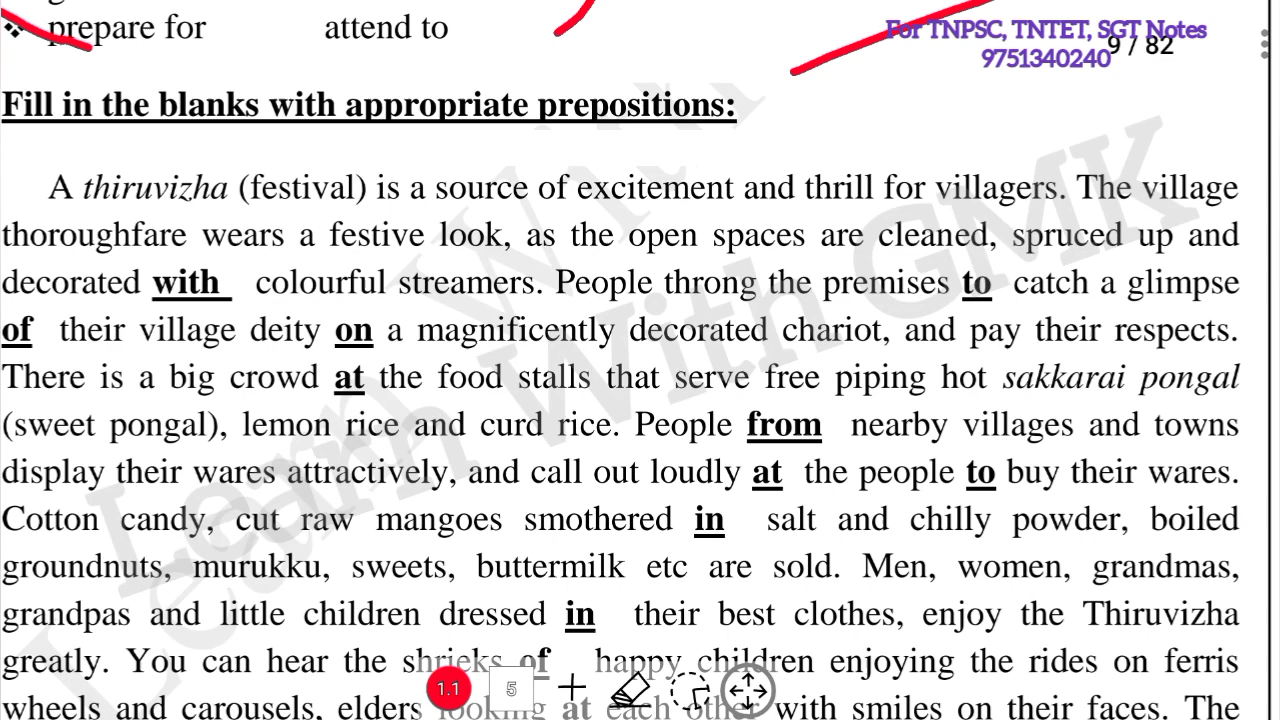 ❖ prepare for attend to
For TNPSC, TNTET, SGT Notes
9751340240
9 / 82
Fill in the blanks with appropriate prepositions:
A thiruvizha (festival) is a source of excitement and thrill for villagers. The village
thoroughfare wears a festive look, as the open spaces are cleaned, spruced up and
decorated with colourful streamers. People throng the premises to catch a glimpse
of their village deity on a magnificently decorated chariot, and pay their respects.
There is a big crowd at the food stalls that serve free piping hot sakkarai pongal
(sweet pongal), lemon rice and curd rice. People from nearby villages and towns
display their wares attractively, and call out loudly at the people to buy their wares.
Cotton candy, cut raw mangoes smothered in salt and chilly powder, boiled
groundnuts, murukku, sweets, buttermilk etc are sold. Men, women, grandmas,
grandpas and little children dressed in their best clothes, enjoy the Thiruvizha
greatly. You can hear the shrieks of happy children enjoying the rides on ferris
wheels and carousels, elders looking at each other with smiles on their faces. The
Learn With GMK
1.1
5